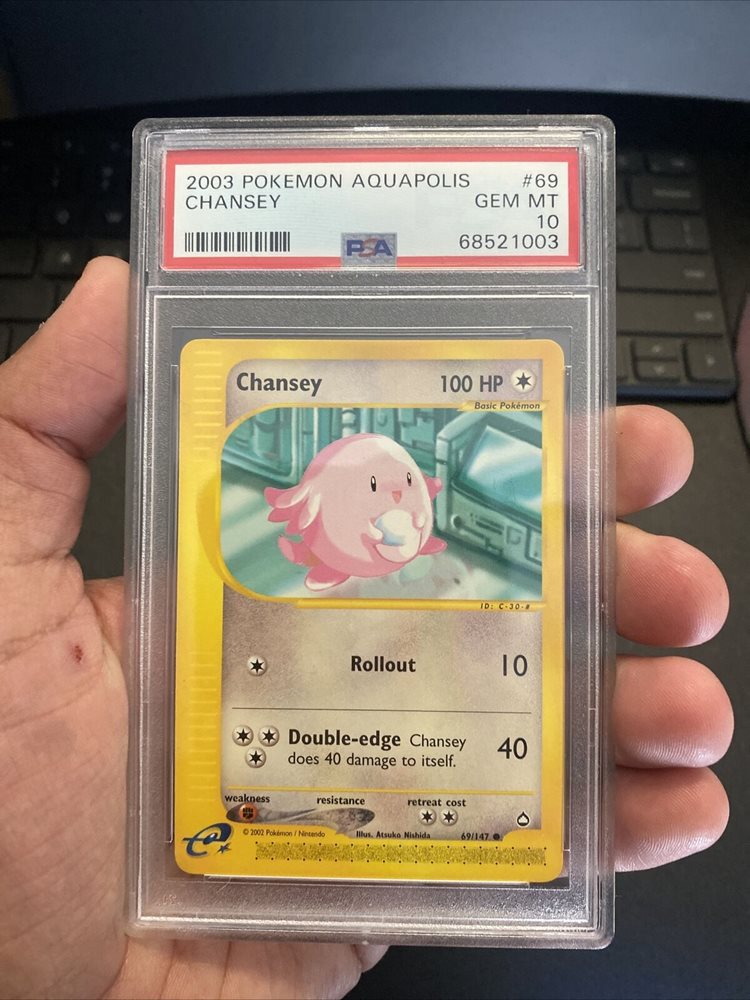 2003 POKEMON AQUAPOLIS #69
CHANSEY GEM MT
10
PSA 68521003
Chansey 100 HP
Basic Pokémon
ID: C-30-#
Rollout 10
Double-edge Chansey
does 40 damage to itself. 40
weakness resistance retreat cost
e
© 2002 Pokémon / Nintendo Illus. Atsuko Nishida 69/147